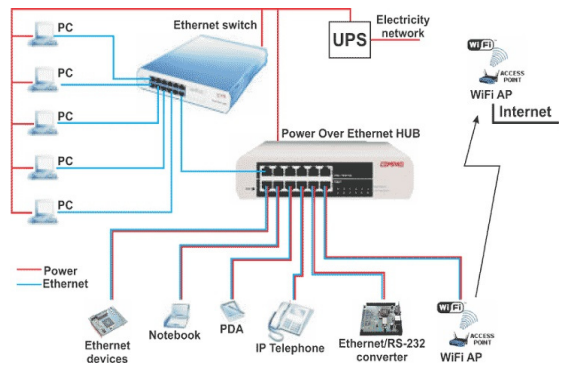 PC
Ethernet switch
Electricity
network
UPS
PC
WiFi
ACCESS
POINT
WiFi AP
Internet
PC
Power Over Ethernet HUB
COMPAQ
PC
PC
Power
Ethernet
Ethernet
devices
Notebook
PDA
IP Telephone
Ethernet/RS-232
converter
WiFi
ACCESS
POINT
WiFi AP